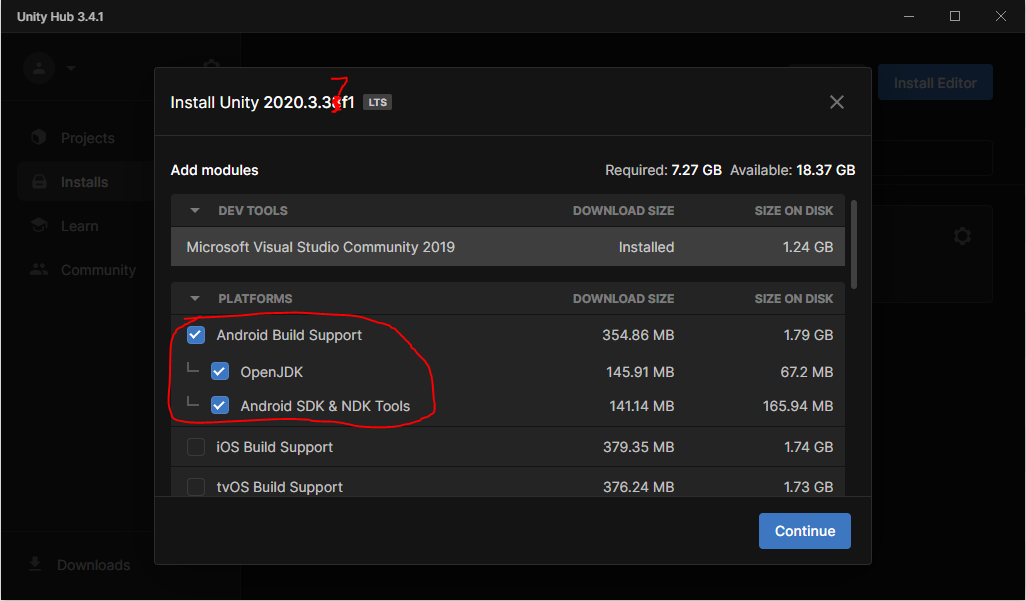 Unity Hub 3.4.1
Install Editor
Install Unity 2020.3.3 f1 LTS
7
Projects
Installs
Learn
Community
Downloads
Add modules
Required: 7.27 GB Available: 18.37 GB
DEV TOOLS DOWNLOAD SIZE SIZE ON DISK
Microsoft Visual Studio Community 2019 Installed 1.24 GB
PLATFORMS DOWNLOAD SIZE SIZE ON DISK
Android Build Support 354.86 MB 1.79 GB
OpenJDK 145.91 MB 67.2 MB
Android SDK & NDK Tools 141.14 MB 165.94 MB
iOS Build Support 379.35 MB 1.74 GB
tvOS Build Support 376.24 MB 1.73 GB
Continue